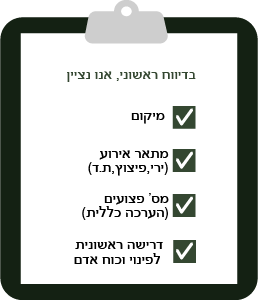 בדיווח ראשוני, אנו נציין
מיקום
מתאר אירוע
(ירי,פיצוץ,ת.ד)
מס' פצועים
(הערכה כללית)
דרישה ראשונית
לפינוי וכוח אדם